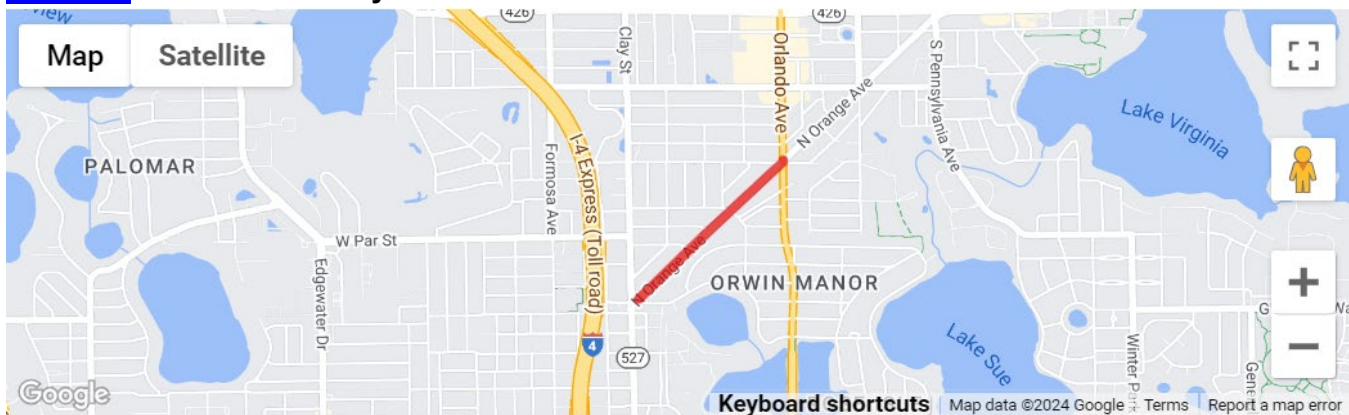 (426)
(426)
Map
Satellite
Clay St
Orlando Ave
N Orange Ave
S Pennsylvania Ave
Lake Virginia
I-4 Express (Toll road)
Formosa Ave
PALOMAR
W Par St
Edgewater Dr
N Orange Ave
ORWIN MANOR
4
527
Lake Sue
Winter Park
Google
Keyboard shortcuts
Map data ©2024 Google
Terms
Report a map error